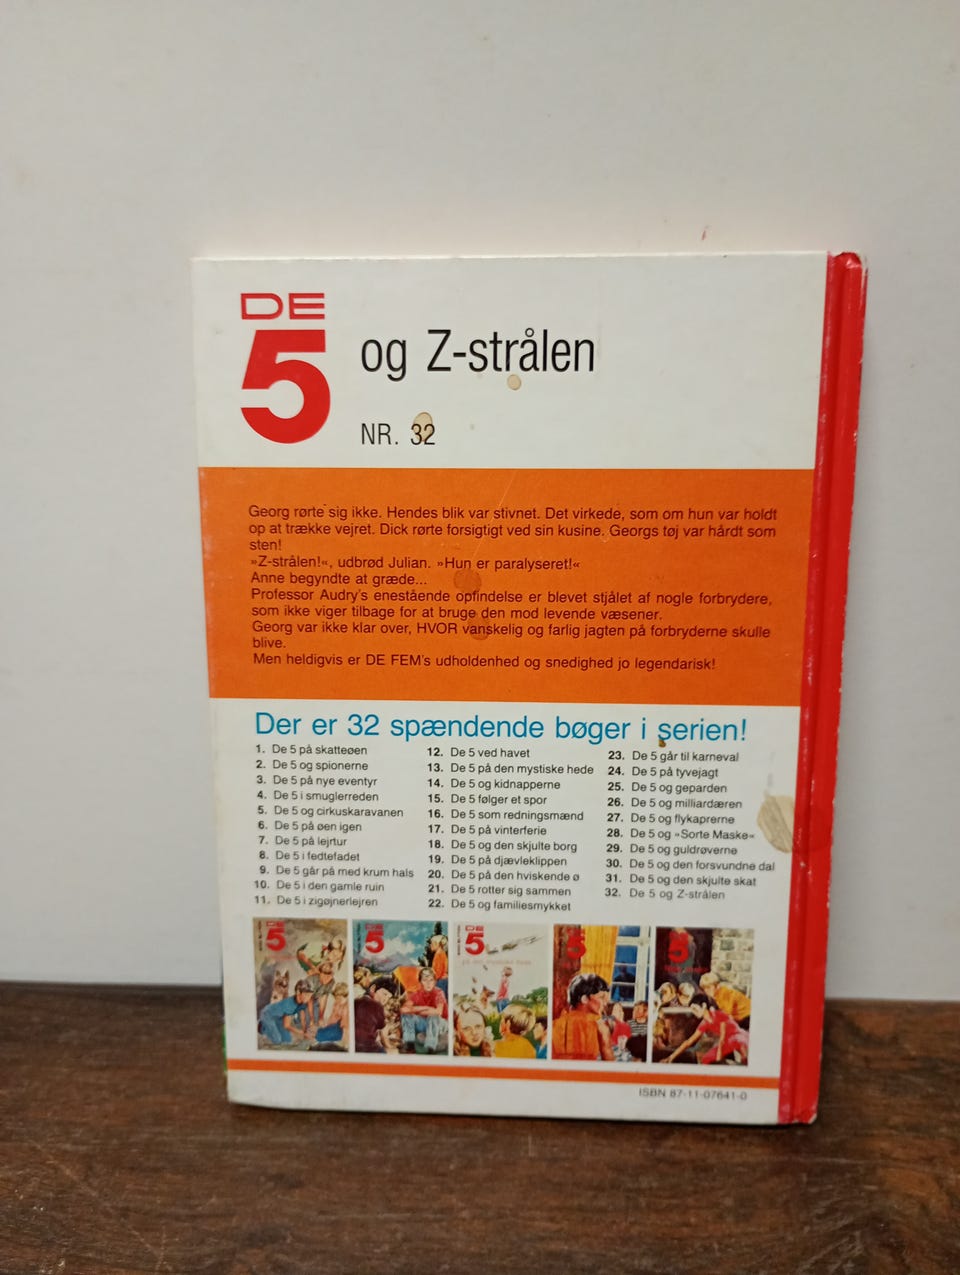 DE
5
og Z-strålen
NR. 32
Georg rørte sig ikke. Hendes blik var stivnet. Det virkede, som om hun var holdt
op at trække vejret. Dick rørte forsigtigt ved sin kusine. Georgs tøj var hårdt som
sten!
»Z-strålen!«, udbrød Julian. »Hun er paralyseret!«
Anne begyndte at græde...
Professor Audry's enestående opfindelse er blevet stjålet af nogle forbrydere,
som ikke viger tilbage for at bruge den mod levende væsener.
Georg var ikke klar over, HVOR vanskelig og farlig jagten på forbryderne skulle
blive.
Men heldigvis er DE FEM's udholdenhed og snedighed jo legendarisk!
Der er 32 spændende bøger i serien!
1. De 5 på skatteøen
2. De 5 og spionerne
3. De 5 på nye eventyr
4. De 5 i smuglerreden
5. De 5 og cirkuskaravanen
6. De 5 på øen igen
7. De 5 på lejrtur
8. De 5 i fedtefadet
9. De 5 går på med krum hals
10. De 5 i den gamle ruin
11. De 5 i zigøjnerlejren
12. De 5 ved havet
13. De 5 på den mystiske hede
14. De 5 og kidnapperne
15. De 5 følger et spor
16. De 5 som redningsmænd
17. De 5 på vinterferie
18. De 5 og den skjulte borg
19. De 5 på djævleklippen
20. De 5 på den hviskende ø
21. De 5 rotter sig sammen
22. De 5 og familiesmykket
23. De 5 går til karneval
24. De 5 på tyvejagt
25. De 5 og geparden
26. De 5 og milliardæren
27. De 5 og flykaprerne
28. De 5 og »Sorte Maske«
29. De 5 og guldrøverne
30. De 5 og den forsvundne dal
31. De 5 og den skjulte skat
32. De 5 og Z-strålen
DE
5
DE
5
DE
5
på den mystiske hede
5
5
ISBN 87-11-07641-0